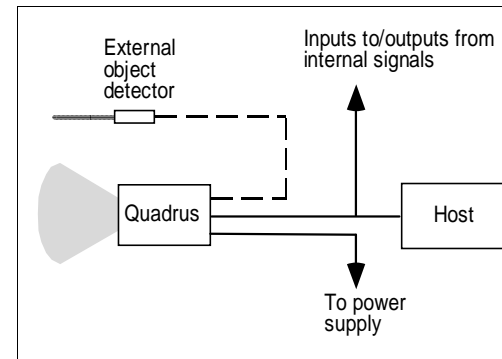 External
object
detector
Inputs to/outputs from
internal signals
Quadrus
Host
To power
supply